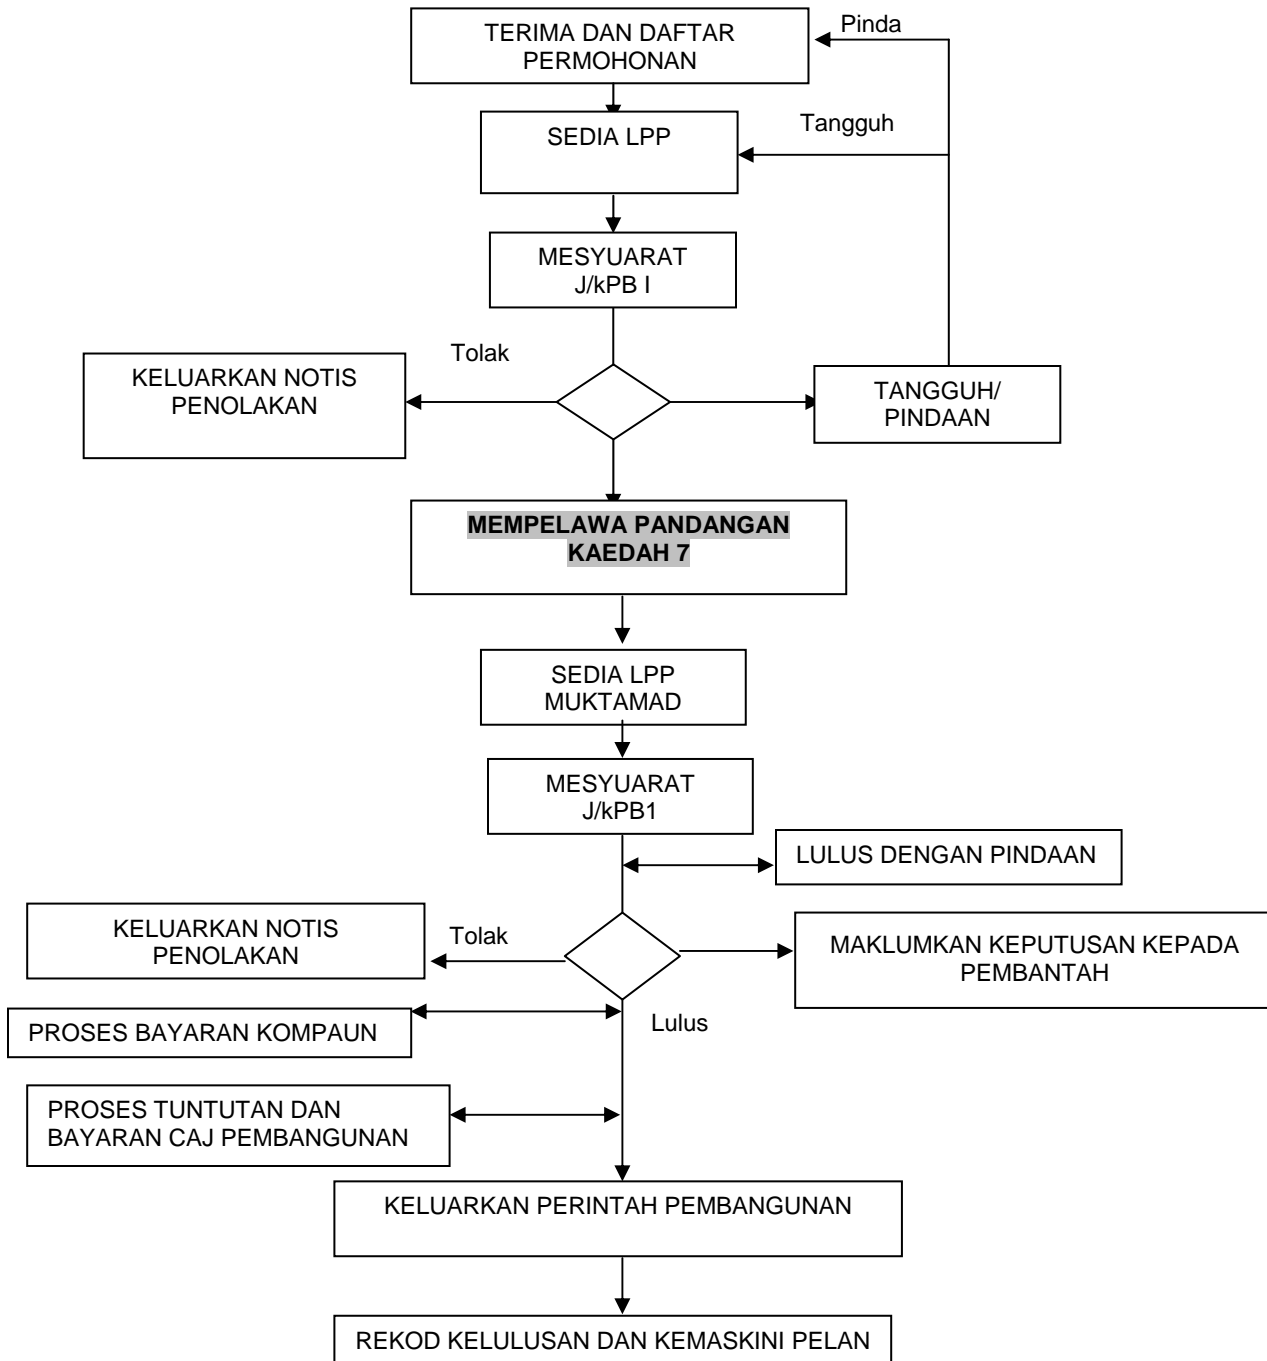 TERIMA DAN DAFTAR
PERMOHONAN
Pinda
SEDIA LPP
Tangguh
MESYUARAT
J/kPB I
Tolak
KELUARKAN NOTIS
PENOLAKAN
TANGGUH/
PINDAAN
MEMPELAWA PANDANGAN
KAEDAH 7
SEDIA LPP
MUKTAMAD
MESYUARAT
J/kPB1
LULUS DENGAN PINDAAN
KELUARKAN NOTIS
PENOLAKAN
Tolak
MAKLUMKAN KEPUTUSAN KEPADA
PEMBANTAH
PROSES BAYARAN KOMPAUN
Lulus
PROSES TUNTUTAN DAN
BAYARAN CAJ PEMBANGUNAN
KELUARKAN PERINTAH PEMBANGUNAN
REKOD KELULUSAN DAN KEMASKINI PELAN